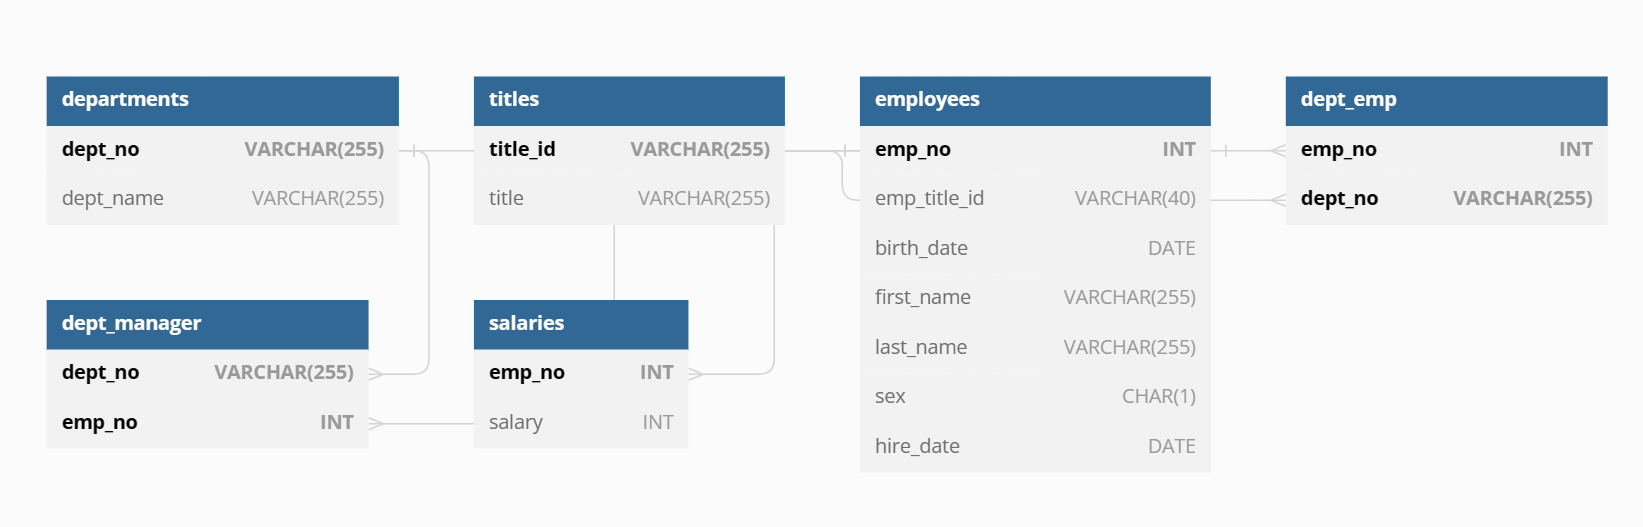 departments
dept_no VARCHAR(255)
dept_name VARCHAR(255)
titles
title_id VARCHAR(255)
title VARCHAR(255)
employees
emp_no INT
emp_title_id VARCHAR(40)
birth_date DATE
first_name VARCHAR(255)
last_name VARCHAR(255)
sex CHAR(1)
hire_date DATE
dept_emp
emp_no INT
dept_no VARCHAR(255)
dept_manager
dept_no VARCHAR(255)
emp_no INT
salaries
emp_no INT
salary INT